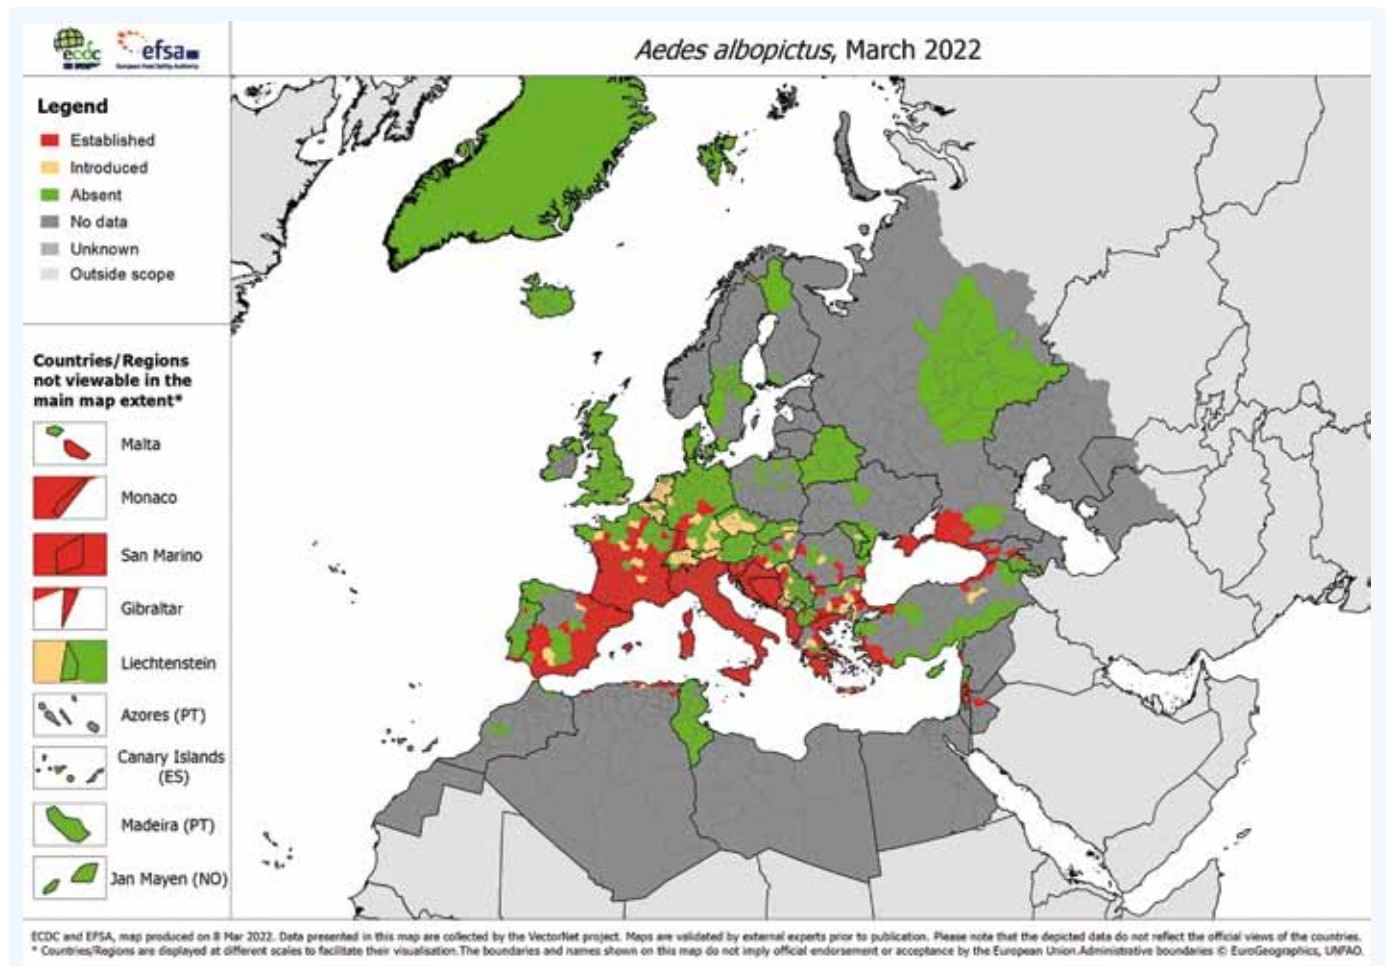 ecdc
efsa
European Food Safety Authority
Aedes albopictus, March 2022
Legend
Established
Introduced
Absent
No data
Unknown
Outside scope
Countries/Regions
not viewable in the
main map extent*
Malta
Monaco
San Marino
Gibraltar
Liechtenstein
Azores (PT)
Canary Islands
(ES)
Madeira (PT)
Jan Mayen (NO)
ECDC and EFSA, map produced on 8 Mar 2022. Data presented in this map are collected by the VectorNet project. Maps are validated by external experts prior to publication. Please note that the depicted data do not reflect the official views of the countries.
* Countries/Regions are displayed at different scales to facilitate their visualisation.The boundaries and names shown on this map do not imply official endorsement or acceptance by the European Union.Administrative boundaries © EuroGeographics, UNFAO.